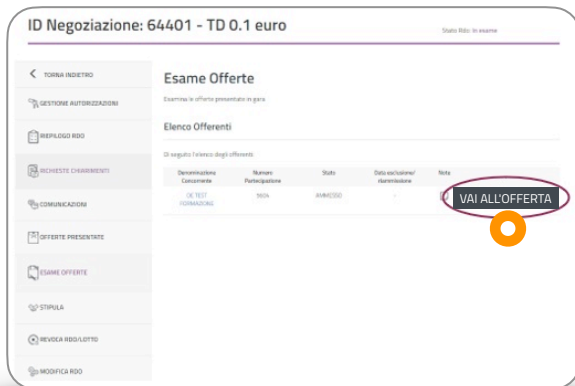 ID Negoziazione: 64401 - TD 0.1 euro
Stato Rdo: In esame
TORNA INDIETRO
GESTIONE AUTORIZZAZIONI
RIEPILOGO RDO
RICHIESTE CHIARIMENTI
COMUNICAZIONI
OFFERTE PRESENTATE
ESAME OFFERTE
STIPULA
REVOCA RDO/LOTTO
MODIFICA RDO
Esame Offerte
Esamina le offerte presentate in gara
Elenco Offerenti
Di seguito l'elenco degli offerenti:
Denominazione Concorrente
Numero Partecipazione
Stato
Data esclusione/ riammissione
Note
OE TEST FORMAZIONE
AMMESSO
-
VAI ALL'OFFERTA